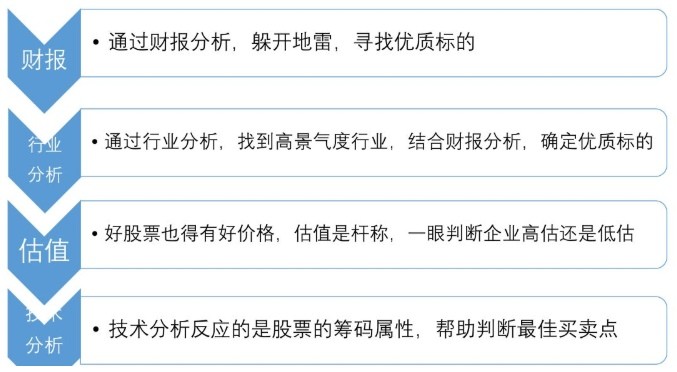 财报
• 通过财报分析，躲开地雷，寻找优质标的
行业
分析
• 通过行业分析，找到高景气度行业，结合财报分析，确定优质标的
估值
• 好股票也得有好价格，估值是杆称，一眼判断企业高估还是低估
技术
分析
• 技术分析反应的是股票的筹码属性，帮助判断最佳买卖点